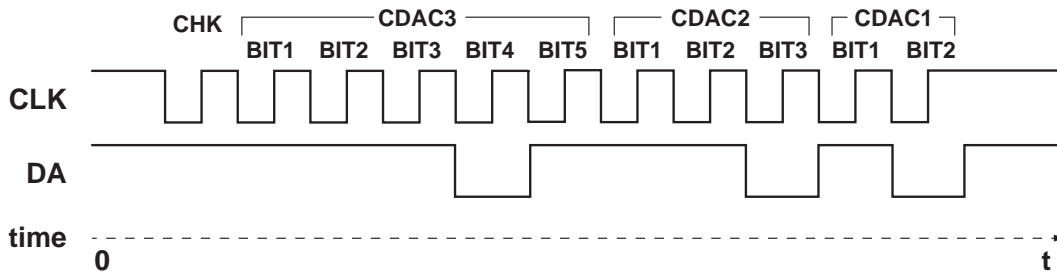 CHK CDAC3 CDAC2 CDAC1
BIT1 BIT2 BIT3 BIT4 BIT5 BIT1 BIT2 BIT3 BIT1 BIT2
CLK
DA
time
0 t